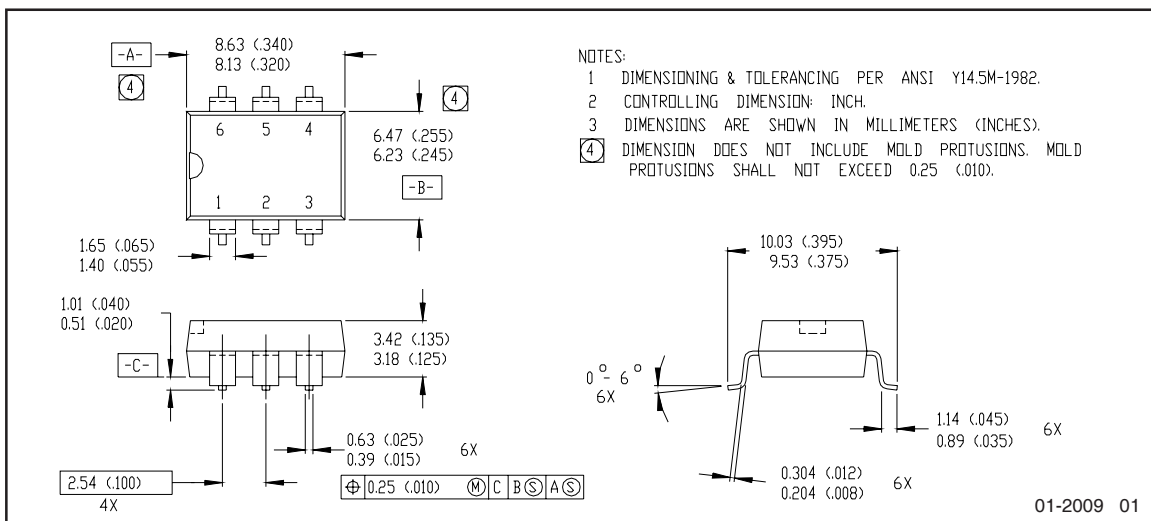 -A-
8.63 (.340)
8.13 (.320)
4
4
6 5 4
1 2 3
6.47 (.255)
6.23 (.245)
-B-
1.65 (.065)
1.40 (.055)
NOTES:
1 DIMENSIONING & TOLERANCING PER ANSI Y14.5M-1982.
2 CONTROLLING DIMENSION: INCH.
3 DIMENSIONS ARE SHOWN IN MILLIMETERS (INCHES).
4 DIMENSION DOES NOT INCLUDE MOLD PROTUSIONS. MOLD
PROTUSIONS SHALL NOT EXCEED 0.25 (.010).
1.01 (.040)
0.51 (.020)
-C-
3.42 (.135)
3.18 (.125)
0.63 (.025)
0.39 (.015)
6X
2.54 (.100)
4X
⌖ 0.25 (.010) Ⓜ C BⓈ AⓈ
10.03 (.395)
9.53 (.375)
0°- 6°
6X
1.14 (.045)
0.89 (.035)
6X
0.304 (.012)
0.204 (.008)
6X
01-2009 01